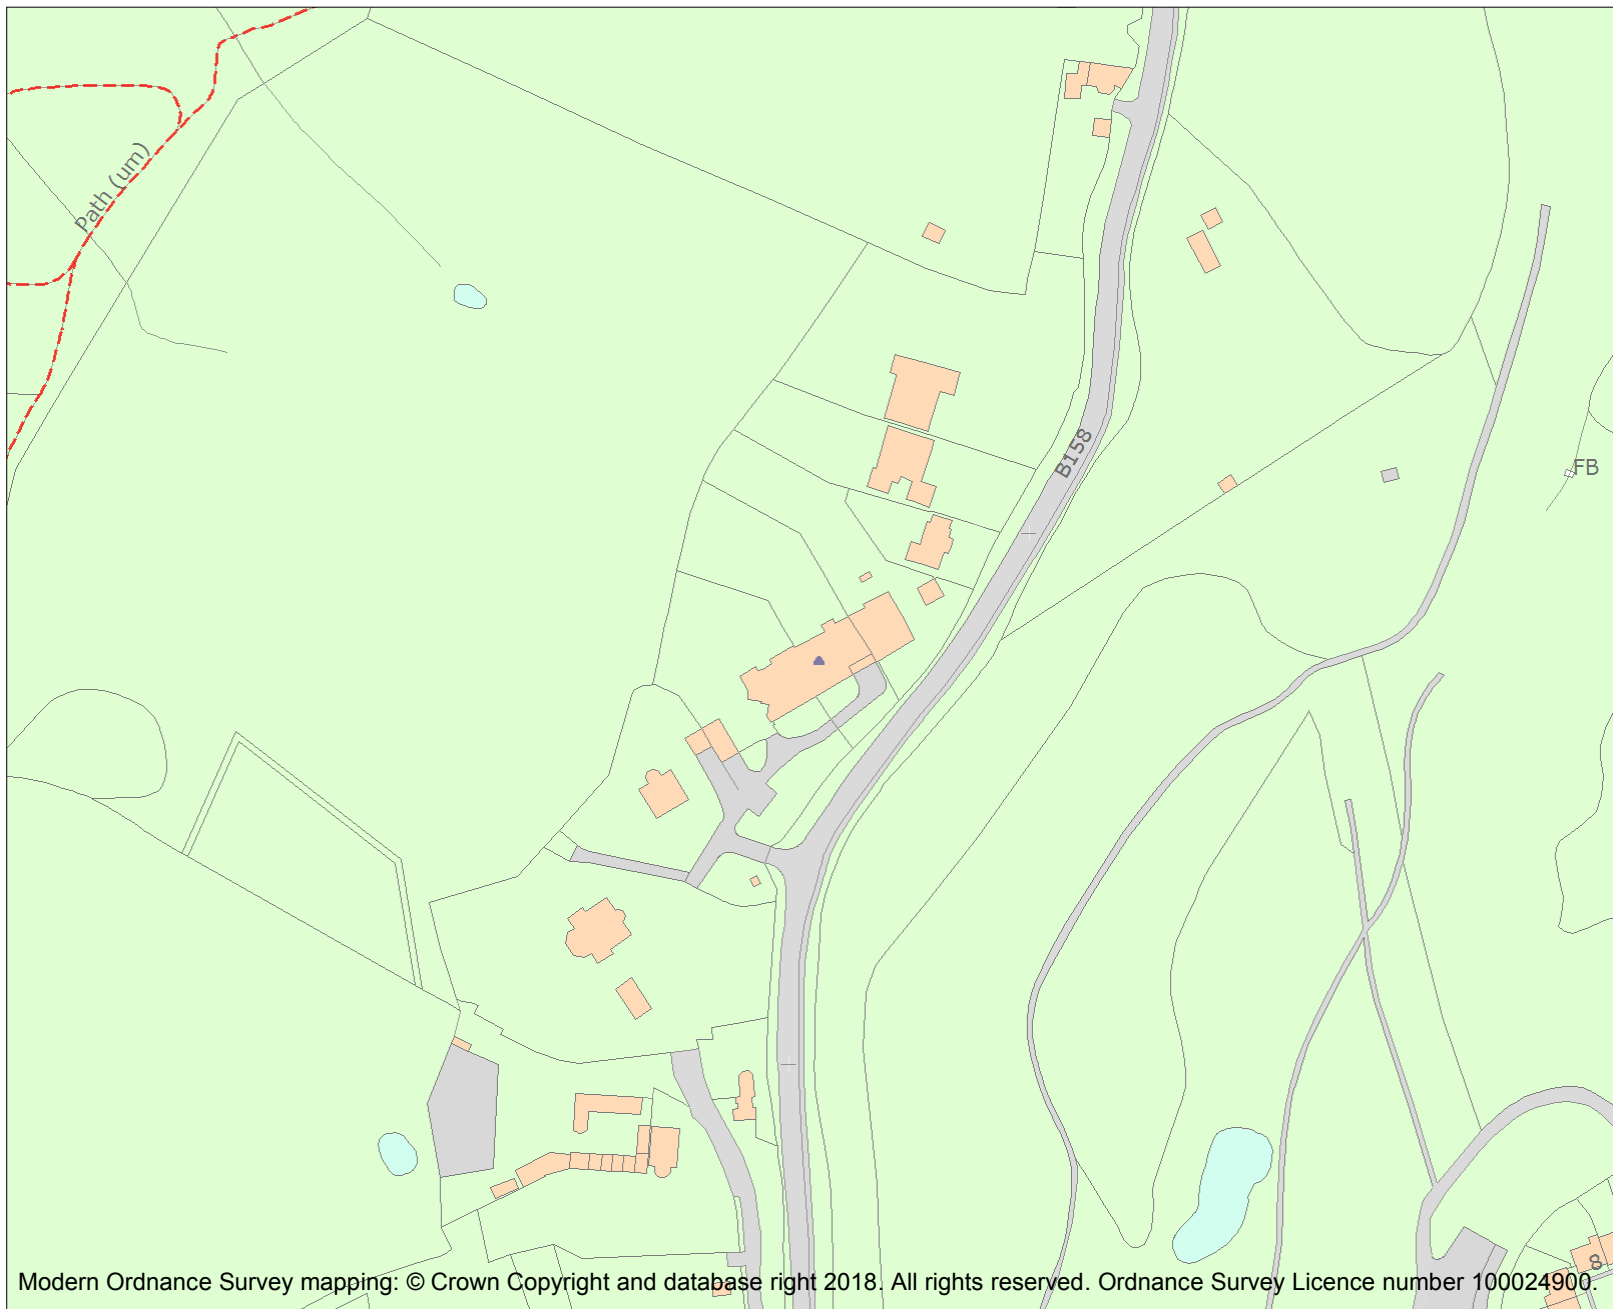 Path (um)
B158
FB
8
Modern Ordnance Survey mapping: © Crown Copyright and database right 2018. All rights reserved. Ordnance Survey Licence number 100024900.